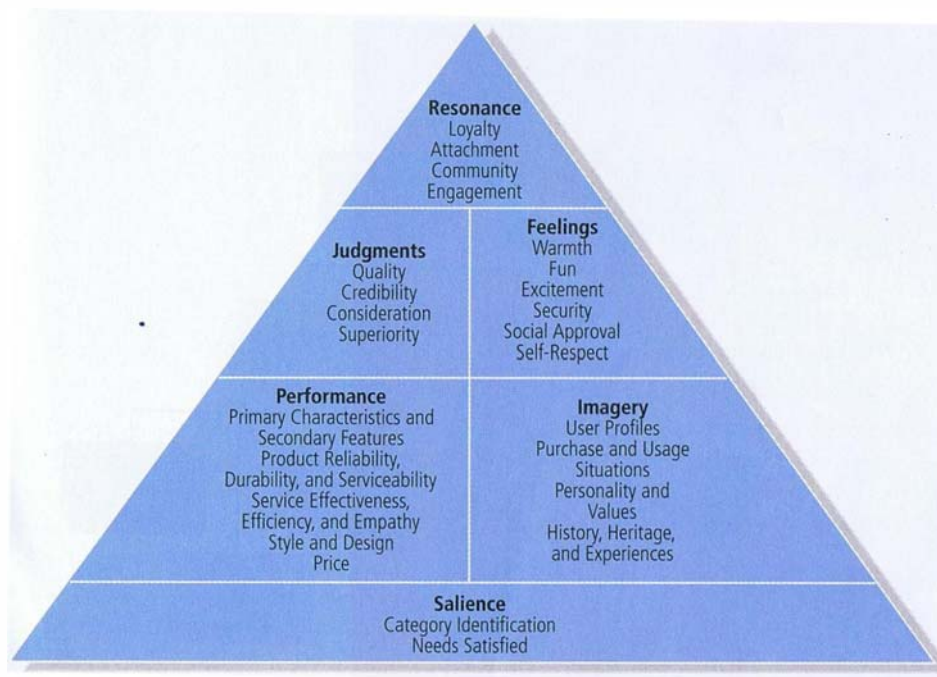 Resonance
Loyalty
Attachment
Community
Engagement
Judgments
Quality
Credibility
Consideration
Superiority
Feelings
Warmth
Fun
Excitement
Security
Social Approval
Self-Respect
Performance
Primary Characteristics and
Secondary Features
Product Reliability,
Durability, and Serviceability
Service Effectiveness,
Efficiency, and Empathy
Style and Design
Price
Imagery
User Profiles
Purchase and Usage
Situations
Personality and
Values
History, Heritage,
and Experiences
Salience
Category Identification
Needs Satisfied